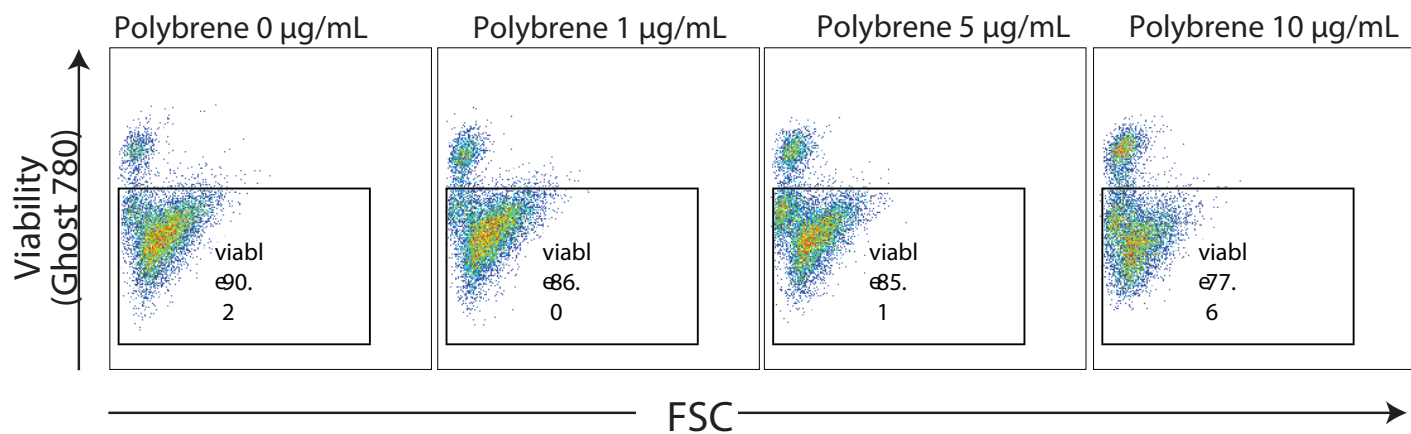 Polybrene 0 µg/mL
Polybrene 1 µg/mL
Polybrene 5 µg/mL
Polybrene 10 µg/mL
Viability
(Ghost 780)
viabl
e90.
2
viabl
e86.
0
viabl
e85.
1
viabl
e77.
6
FSC